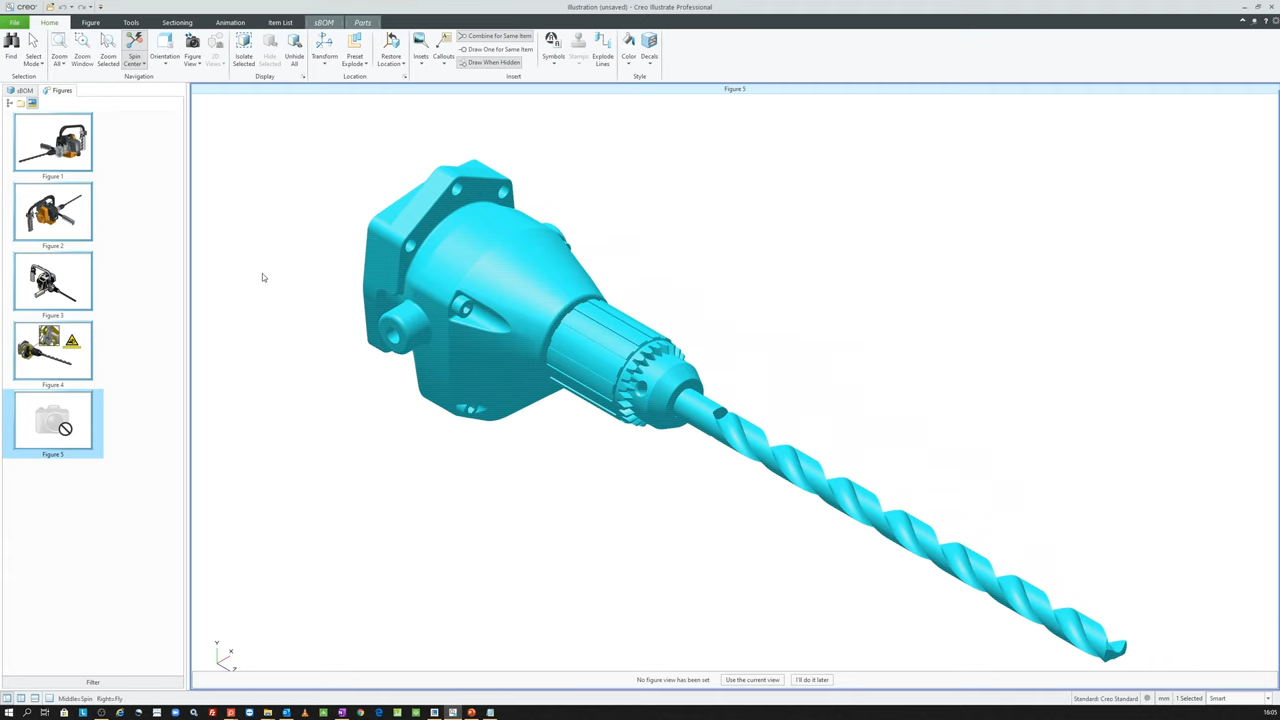 creo
Illustration (unsaved) - Creo Illustrate Professional
File
Home
Figure
Tools
Sectioning
Animation
Item List
sBOM
Parts
Find
Select Mode
Zoom All
Zoom Window
Zoom Selected
Spin Center
Orientation
Figure View
2D Views
Isolate Selected
Hide Selected
Unhide All
Transform
Preset Explode
Restore Location
Insets
Callouts
Combine for Same Item
Draw One for Same Item
Draw When Hidden
Symbols
Stamps
Explode Lines
Color
Decals
Selection
Navigation
Display
Location
Insert
Style
sBOM
Figures
Figure 5
Figure 1
Figure 2
Figure 3
Figure 4
Figure 5
Y
X
Z
Filter
No figure view has been set
Use the current view
I'll do it later
Middle=Spin Right=Fly
Standard: Creo Standard
mm
1 Selected
Smart
16:05